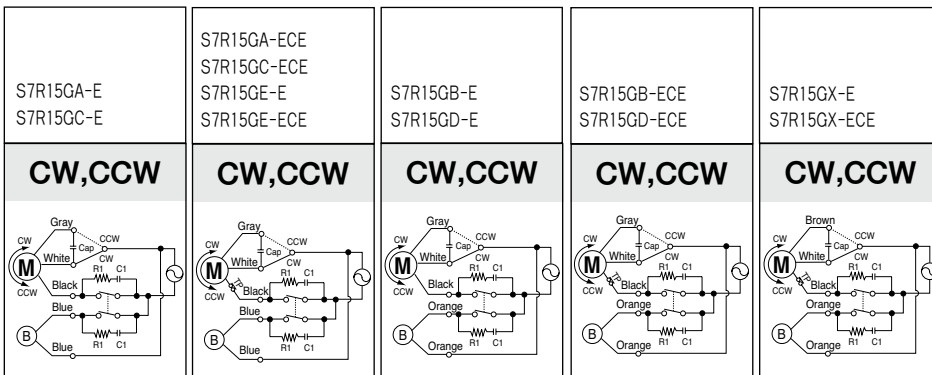 S7R15GA-E
S7R15GC-E
CW,CCW
Gray
CW
CCW
Cap
CW
White
M
R1 C1
CCW
Black
Blue
B
R1 C1
Blue
S7R15GA-ECE
S7R15GC-ECE
S7R15GE-E
S7R15GE-ECE
CW,CCW
Gray
CW
CCW
Cap
CW
White
M
R1 C1
TP
CCW
Black
Blue
B
R1 C1
Blue
S7R15GB-E
S7R15GD-E
CW,CCW
Gray
CW
CCW
Cap
CW
White
M
R1 C1
CCW
Black
Orange
B
R1 C1
Orange
S7R15GB-ECE
S7R15GD-ECE
CW,CCW
Gray
CW
CCW
Cap
CW
White
M
R1 C1
TP
CCW
Black
Orange
B
R1 C1
Orange
S7R15GX-E
S7R15GX-ECE
CW,CCW
Brown
CW
CCW
Cap
CW
White
M
R1 C1
TP
CCW
Black
Orange
B
R1 C1
Orange